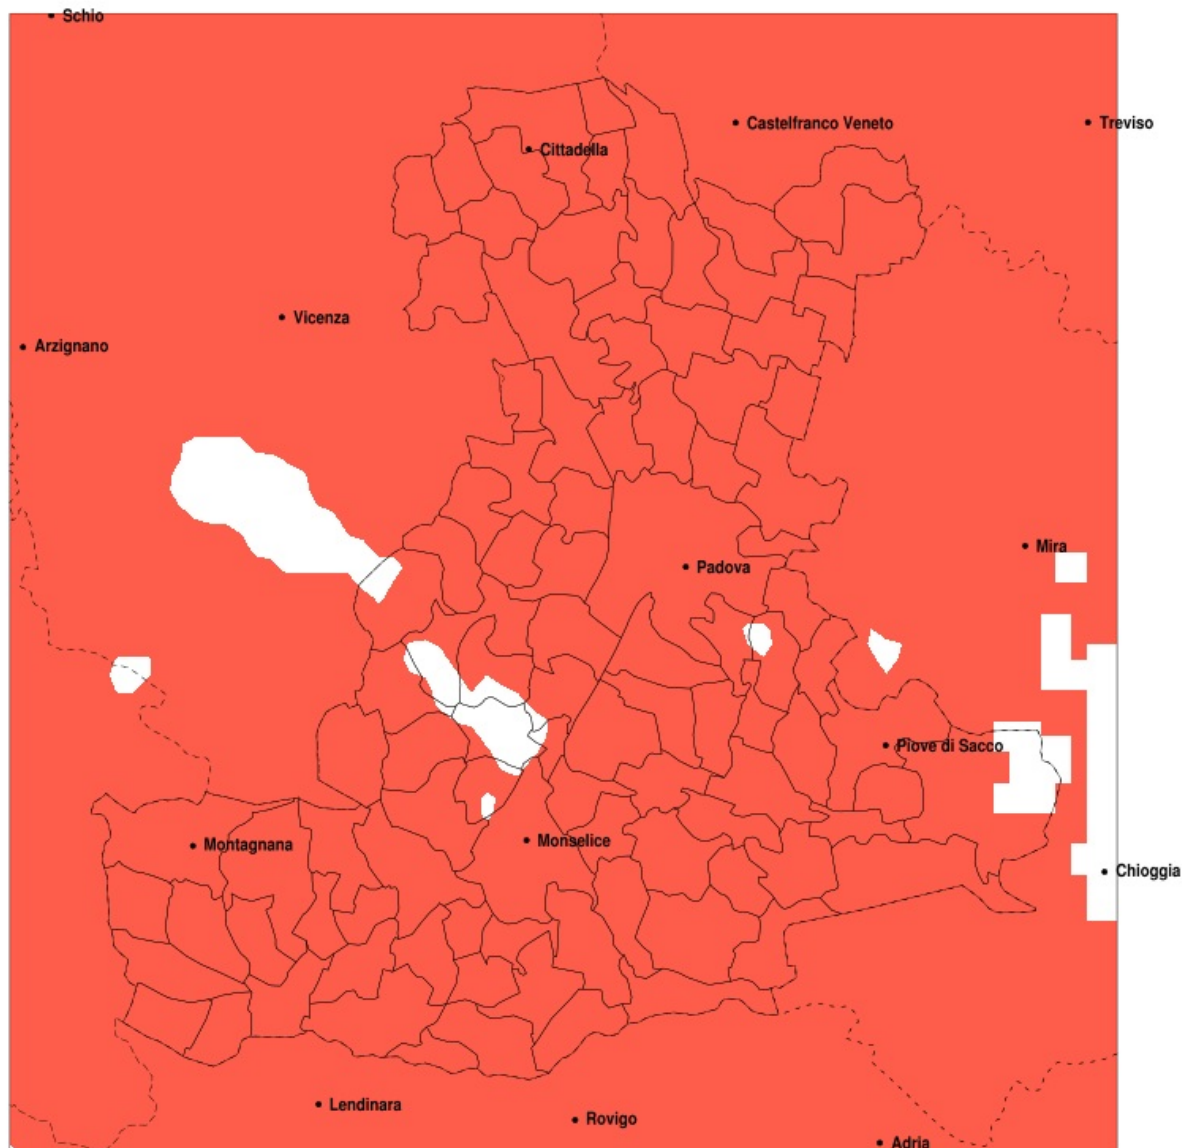 Schio
Castelfranco Veneto
Treviso
Cittadella
Vicenza
Arzignano
Mira
Padova
Piove di Sacco
Monselice
Montagnana
Chioggia
Lendinara
Rovigo
Adria